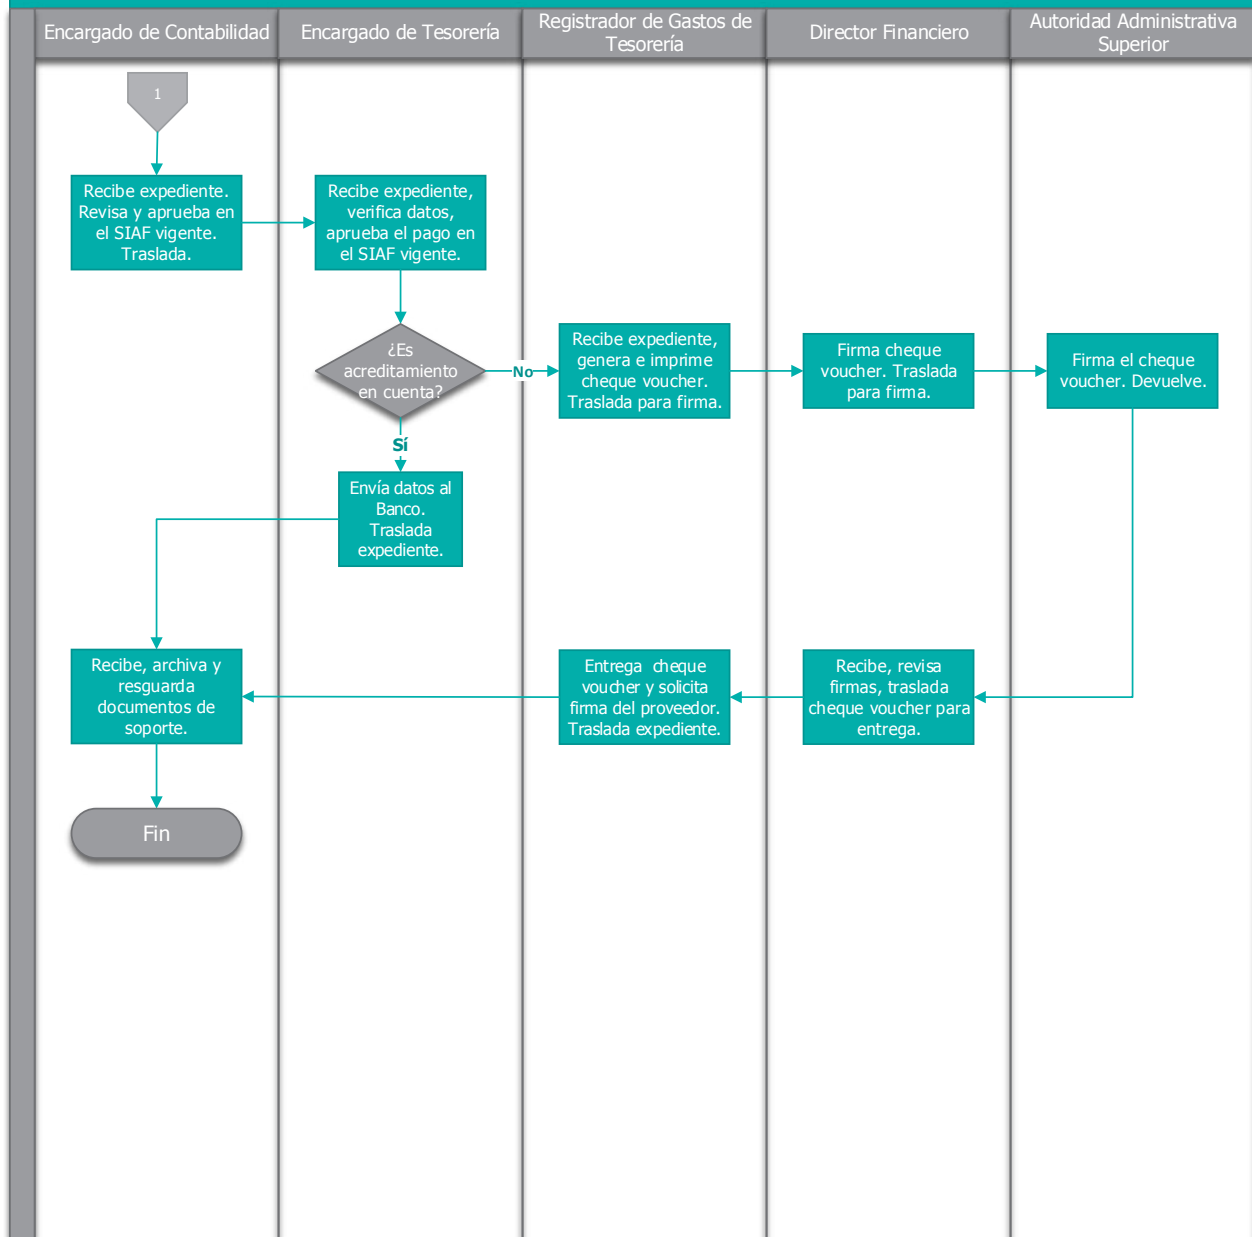 Encargado de Contabilidad
Encargado de Tesorería
Registrador de Gastos de
Tesorería
Director Financiero
Autoridad Administrativa
Superior
1
Recibe expediente.
Revisa y aprueba en
el SIAF vigente.
Traslada.
Recibe expediente,
verifica datos,
aprueba el pago en
el SIAF vigente.
¿Es
acreditamiento
en cuenta?
No
Recibe expediente,
genera e imprime
cheque voucher.
Traslada para firma.
Firma cheque
voucher. Traslada
para firma.
Firma el cheque
voucher. Devuelve.
Sí
Envía datos al
Banco.
Traslada
expediente.
Recibe, archiva y
resguarda
documentos de
soporte.
Entrega  cheque
voucher y solicita
firma del proveedor.
Traslada expediente.
Recibe, revisa
firmas, traslada
cheque voucher para
entrega.
Fin